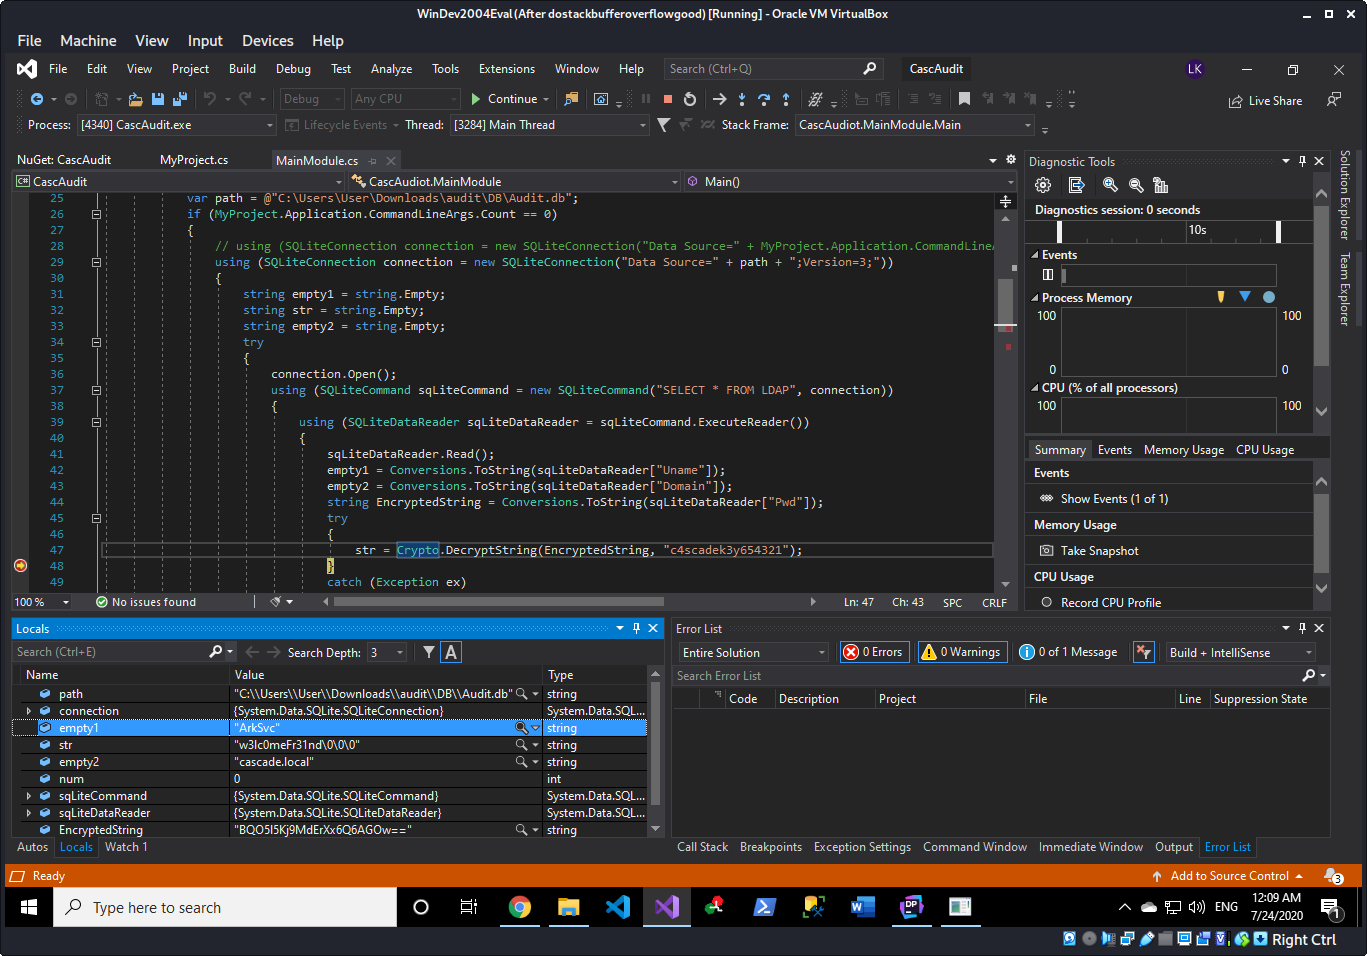 WinDev2004Eval (After dostackbufferoverflowgood) [Running] - Oracle VM VirtualBox
File Machine View Input Devices Help
File Edit View Project Build Debug Test Analyze Tools Extensions Window Help Search (Ctrl+Q) CascAudit LK
Debug Any CPU Continue Live Share
Process: [4340] CascAudit.exe Lifecycle Events Thread: [3284] Main Thread Stack Frame: CascAudiot.MainModule.Main
NuGet: CascAudit MyProject.cs MainModule.cs
CascAudit CascAudiot.MainModule Main()
25 var path = @"C:\Users\User\Downloads\audit\DB\Audit.db";
26 if (MyProject.Application.CommandLineArgs.Count == 0)
27 {
28 // using (SQLiteConnection connection = new SQLiteConnection("Data Source=" + MyProject.Application.CommandLineA
29 using (SQLiteConnection connection = new SQLiteConnection("Data Source=" + path + ";Version=3;"))
30 {
31 string empty1 = string.Empty;
32 string str = string.Empty;
33 string empty2 = string.Empty;
34 try
35 {
36 connection.Open();
37 using (SQLiteCommand sqLiteCommand = new SQLiteCommand("SELECT * FROM LDAP", connection))
38 {
39 using (SQLiteDataReader sqLiteDataReader = sqLiteCommand.ExecuteReader())
40 {
41 sqLiteDataReader.Read();
42 empty1 = Conversions.ToString(sqLiteDataReader["Uname"]);
43 empty2 = Conversions.ToString(sqLiteDataReader["Domain"]);
44 string EncryptedString = Conversions.ToString(sqLiteDataReader["Pwd"]);
45 try
46 {
47 str = Crypto.DecryptString(EncryptedString, "c4scadek3y654321");
48 }
49 catch (Exception ex)
100 % No issues found Ln: 47 Ch: 43 SPC CRLF
Diagnostic Tools
Diagnostics session: 0 seconds
10s
Events
Process Memory
100 100
0 0
CPU (% of all processors)
100 100
Summary Events Memory Usage CPU Usage
Events
Show Events (1 of 1)
Memory Usage
Take Snapshot
CPU Usage
Record CPU Profile
Solution Explorer
Team Explorer
Locals
Search (Ctrl+E) Search Depth: 3 A
Name Value Type
path "C:\\Users\\User\\Downloads\\audit\\DB\\Audit.db" string
connection {System.Data.SQLite.SQLiteConnection} System.Data.SQL...
empty1 "ArkSvc" string
str "w3lc0meFr31nd\0\0\0" string
empty2 "cascade.local" string
num 0 int
sqLiteCommand {System.Data.SQLite.SQLiteCommand} System.Data.SQL...
sqLiteDataReader {System.Data.SQLite.SQLiteDataReader} System.Data.SQL...
EncryptedString "BQO5l5Kj9MdErXx6Q6AGOw==" string
Autos Locals Watch 1
Error List
Entire Solution 0 Errors 0 Warnings 0 of 1 Message Build + IntelliSense
Search Error List
Code Description Project File Line Suppression State
Call Stack Breakpoints Exception Settings Command Window Immediate Window Output Error List
Ready Add to Source Control 3
Type here to search ENG 12:09 AM 7/24/2020 1
Right Ctrl